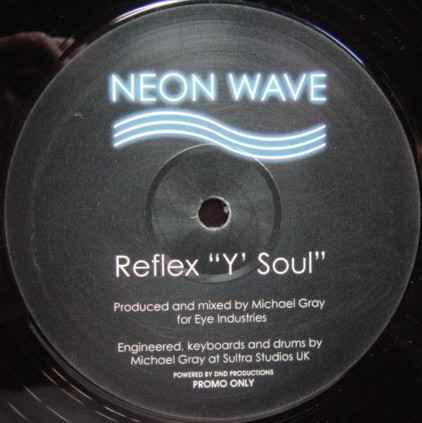 NEON WAVE
Reflex “Y’ Soul”
Produced and mixed by Michael Gray
for Eye Industries
Engineered, keyboards and drums by
Michael Gray at Sultra Studios UK
POWERED BY DND PRODUCTIONS
PROMO ONLY